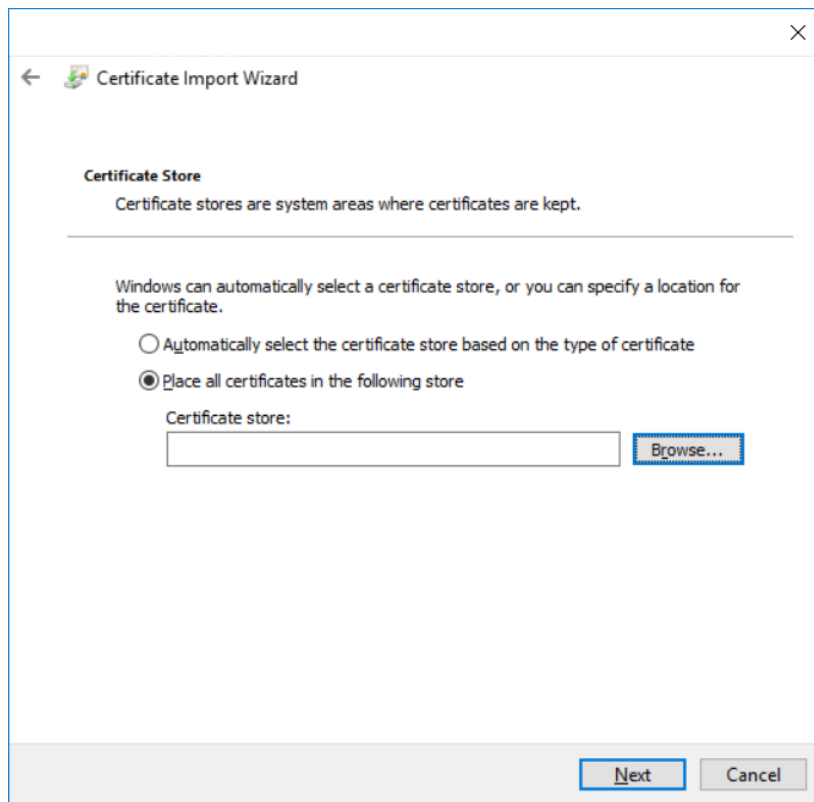 Certificate Import Wizard
Certificate Store
Certificate stores are system areas where certificates are kept.
Windows can automatically select a certificate store, or you can specify a location for
the certificate.
Automatically select the certificate store based on the type of certificate
Place all certificates in the following store
Certificate store:
Browse...
Next
Cancel